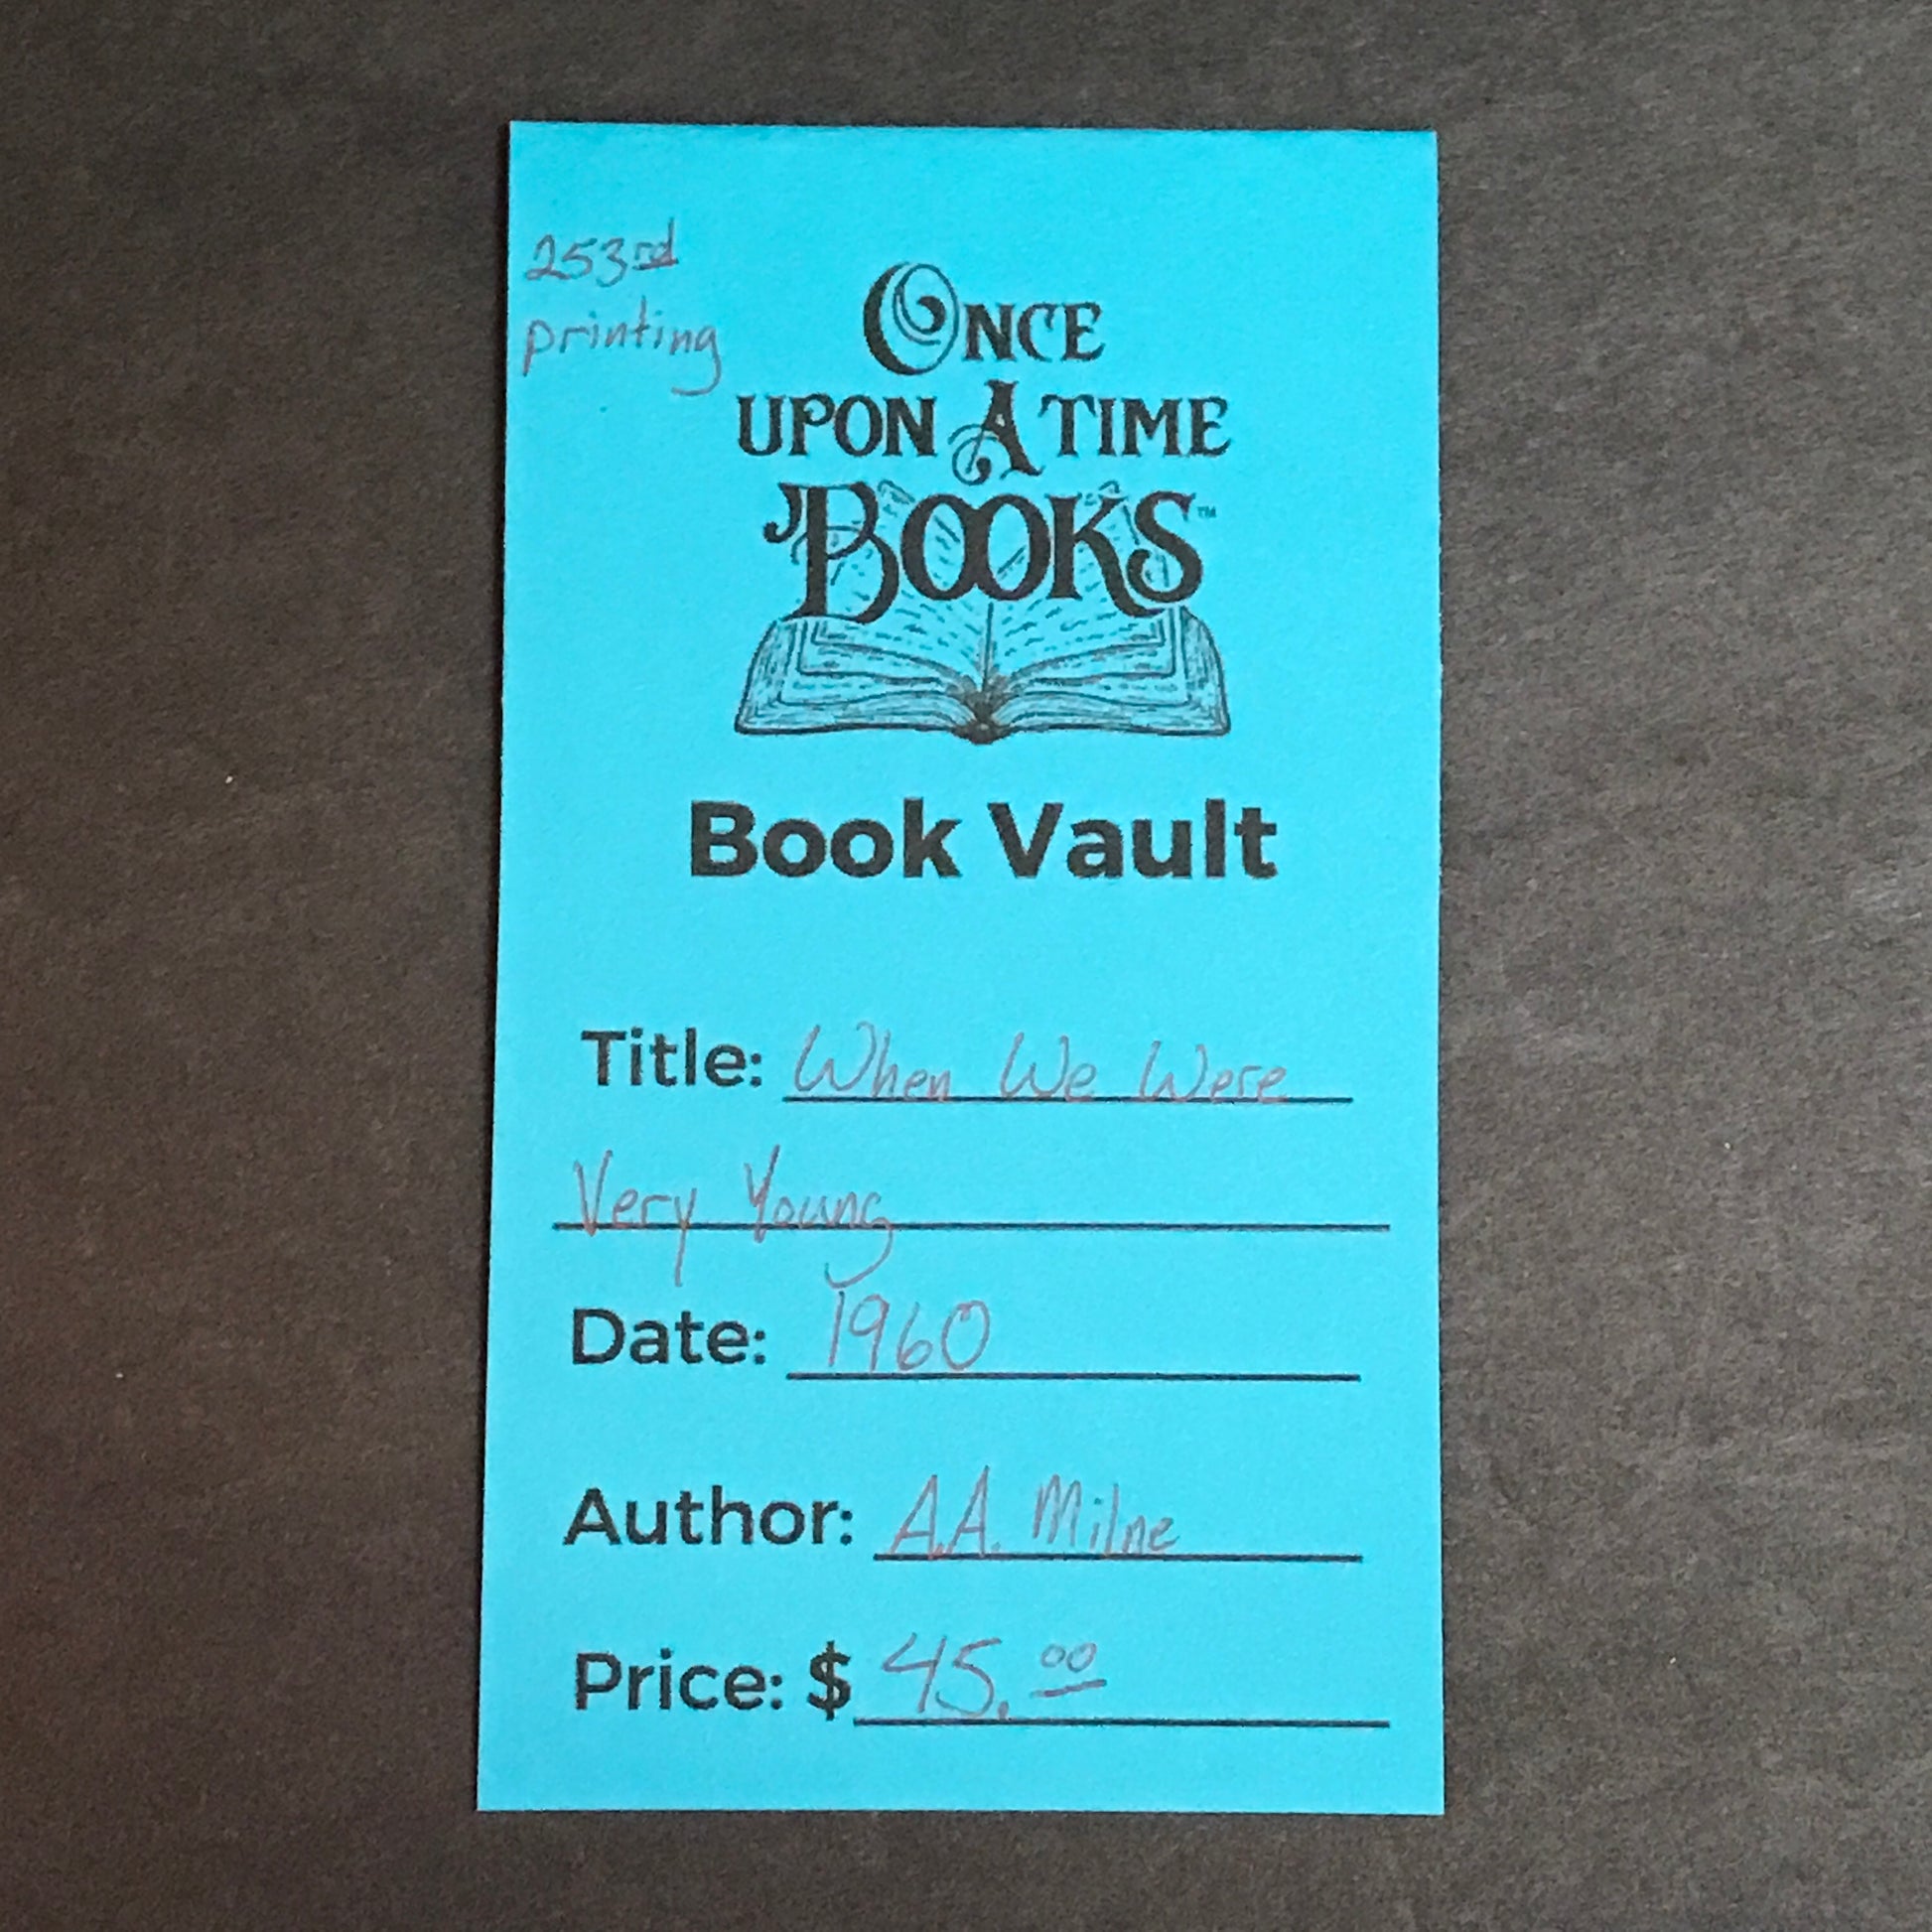 253rd
printing
ONCE
UPON A TIME
BOOKS™
Book Vault
Title: When We Were
Very Young
Date: 1960
Author: A.A. Milne
Price: $ 45.00